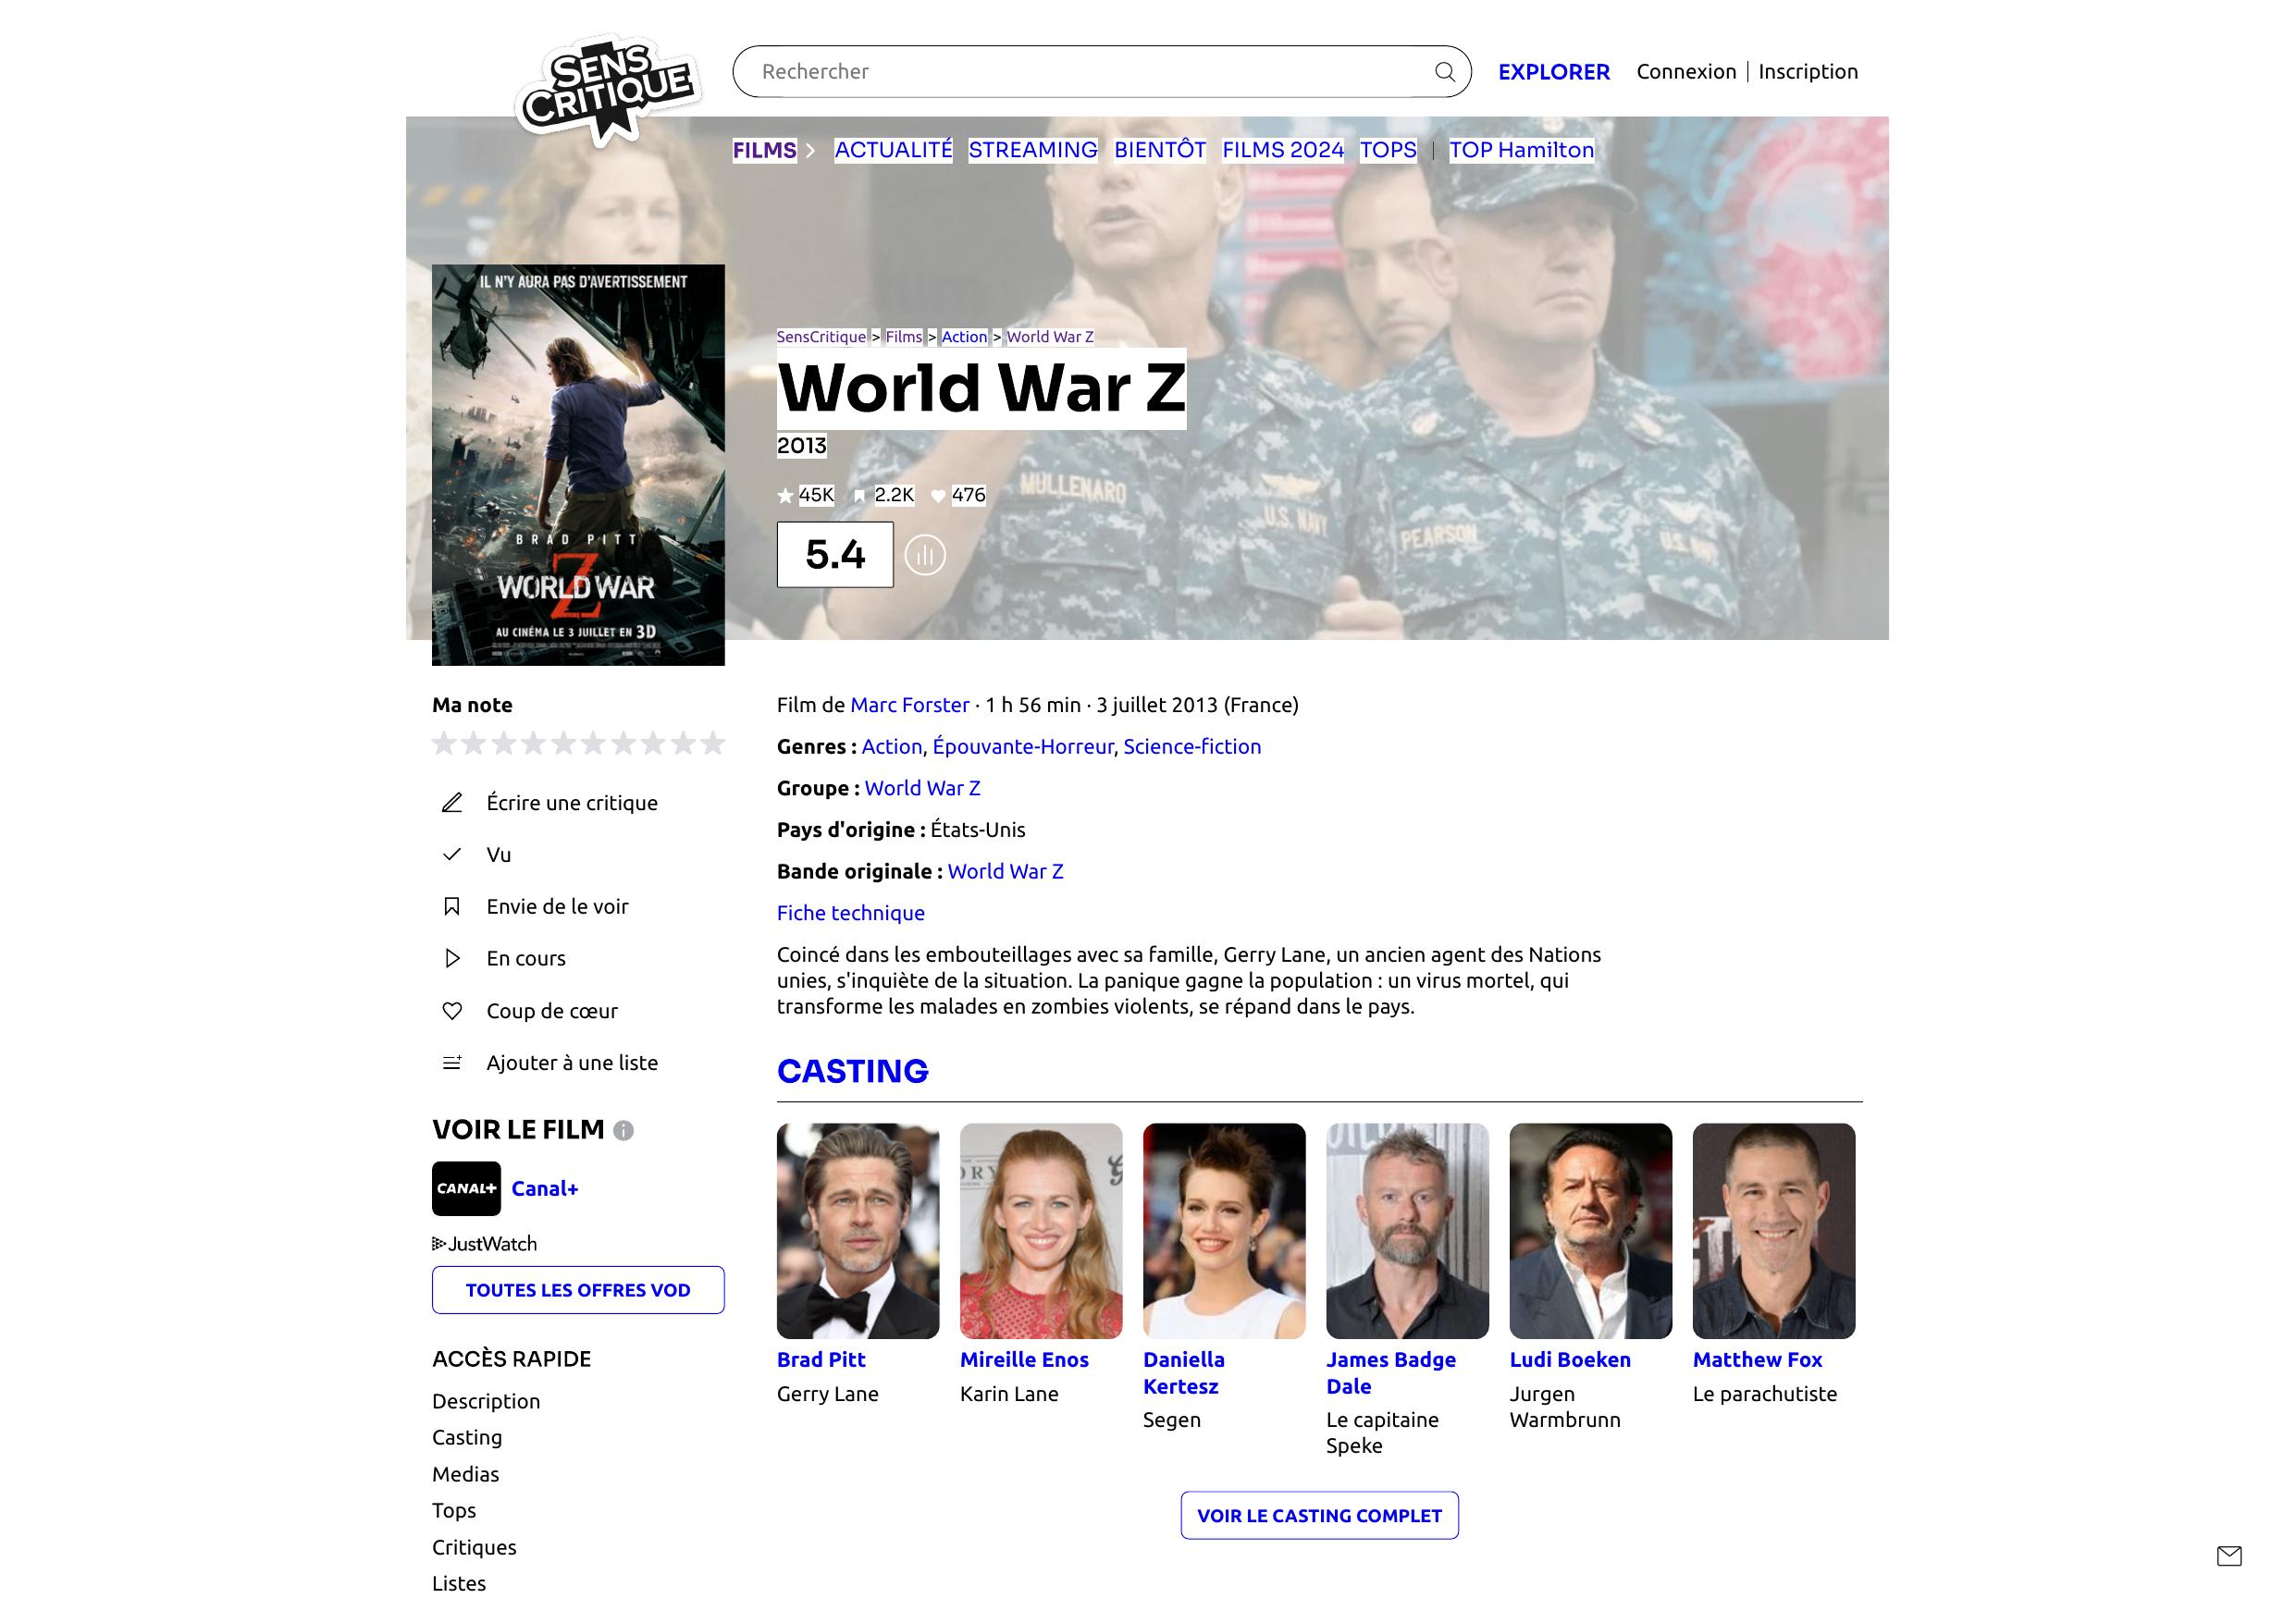 SENS
CRITIQUE
Rechercher
EXPLORER
Connexion | Inscription
FILMS
ACTUALITÉ
STREAMING
BIENTÔT
FILMS 2024
TOPS
|
TOP Hamilton
IL N'Y AURA PAS D'AVERTISSEMENT
BRAD PITT
WORLD WAR
Z
AU CINÉMA LE 3 JUILLET EN 3D
SensCritique > Films > Action > World War Z
World War Z
2013
45K
2.2K
476
5.4
MULLENARO
U.S. NAVY
PEARSON
Ma note
Écrire une critique
Vu
Envie de le voir
En cours
Coup de cœur
Ajouter à une liste
VOIR LE FILM
CANAL+
Canal+
JustWatch
TOUTES LES OFFRES VOD
ACCÈS RAPIDE
Description
Casting
Medias
Tops
Critiques
Listes
Film de Marc Forster · 1 h 56 min · 3 juillet 2013 (France)
Genres : Action, Épouvante-Horreur, Science-fiction
Groupe : World War Z
Pays d'origine : États-Unis
Bande originale : World War Z
Fiche technique
Coincé dans les embouteillages avec sa famille, Gerry Lane, un ancien agent des Nations
unies, s'inquiète de la situation. La panique gagne la population : un virus mortel, qui
transforme les malades en zombies violents, se répand dans le pays.
CASTING
Brad Pitt
Gerry Lane
Mireille Enos
Karin Lane
Daniella
Kertesz
Segen
James Badge
Dale
Le capitaine
Speke
Ludi Boeken
Jurgen
Warmbrunn
Matthew Fox
Le parachutiste
VOIR LE CASTING COMPLET